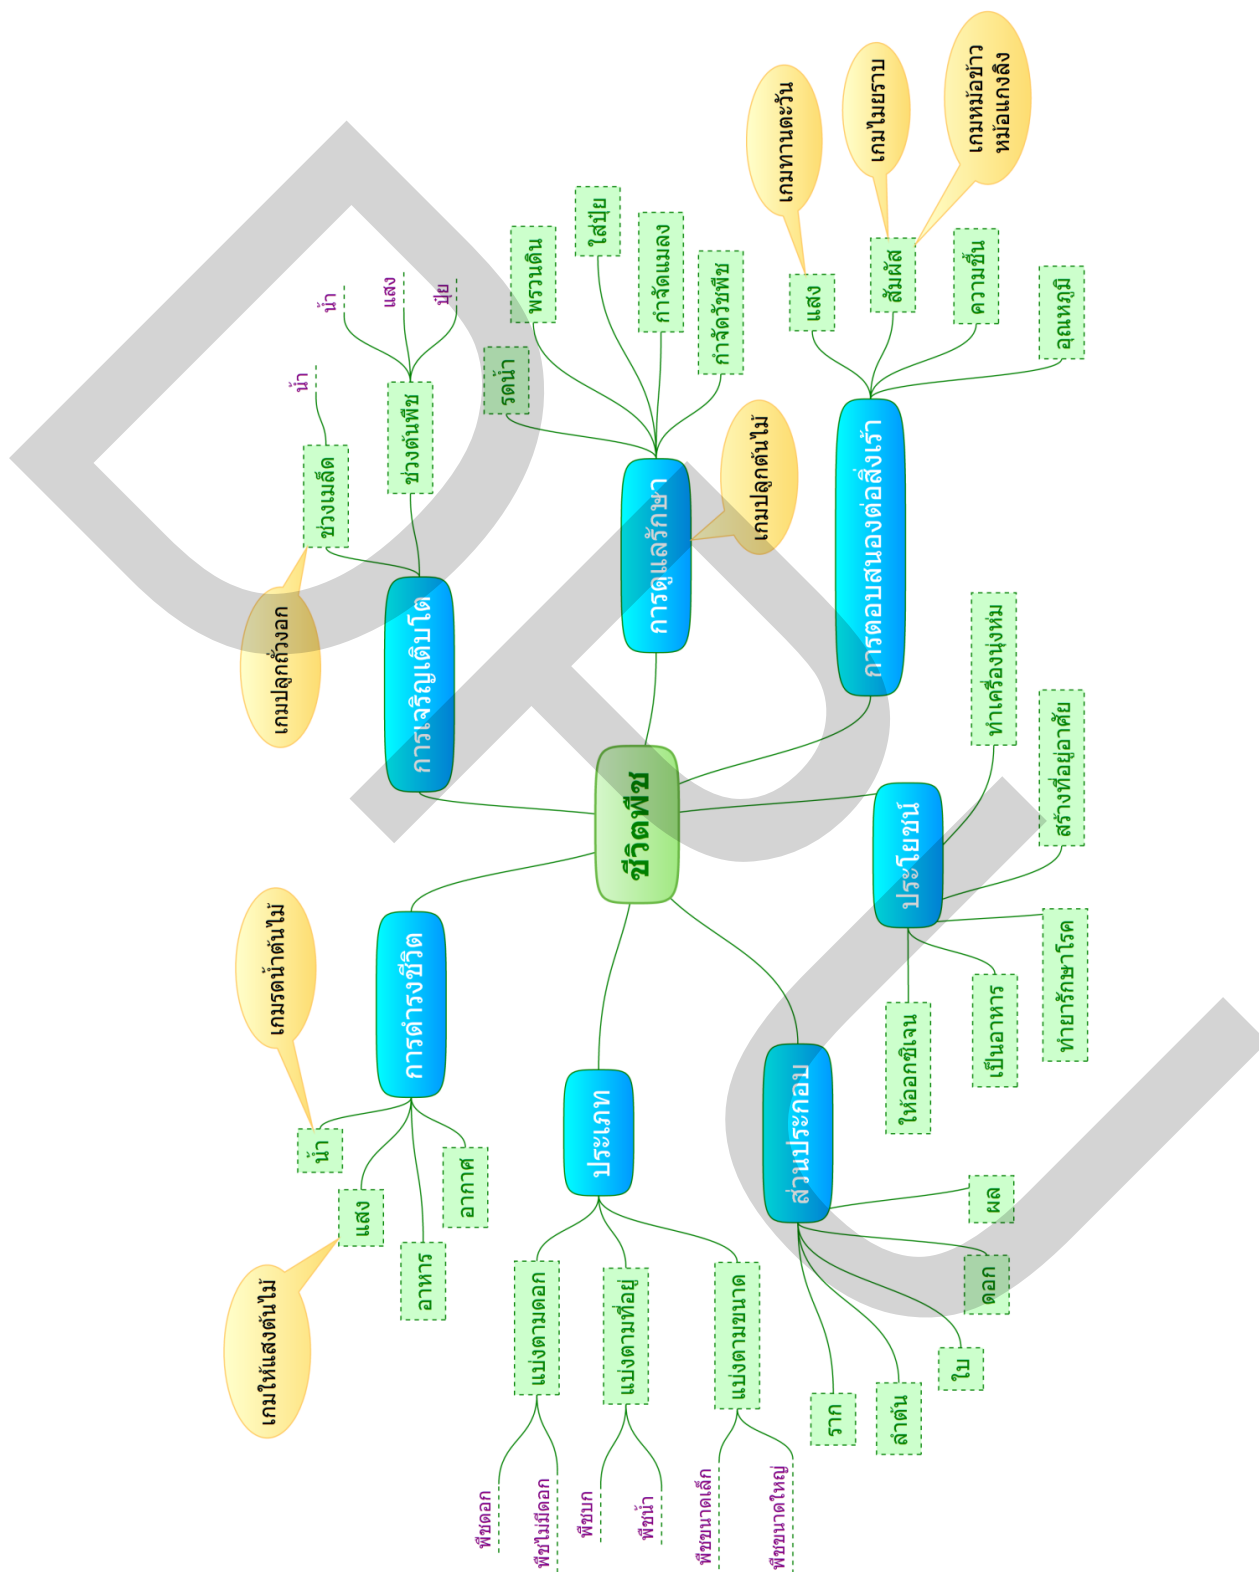 ชีวิตพืช
การเจริญเติบโต
ช่วงเมล็ด
น้ำ
เกมปลูกถั่วงอก
ช่วงต้นพืช
น้ำ
แสง
ปุ๋ย
การดูแลรักษา
รดน้ำ
พรวนดิน
ใส่ปุ๋ย
กำจัดแมลง
กำจัดวัชพืช
เกมปลูกต้นไม้
การตอบสนองต่อสิ่งเร้า
แสง
เกมทานตะวัน
สัมผัส
เกมไมยราบ
เกมหม้อข้าว
หม้อแกงลิง
ความชื้น
อุณหภูมิ
ประโยชน์
ทำเครื่องนุ่งห่ม
สร้างที่อยู่อาศัย
ทำยารักษาโรค
เป็นอาหาร
ให้ออกซิเจน
ส่วนประกอบ
ผล
ดอก
ใบ
ลำต้น
ราก
ประเภท
แบ่งตามดอก
พืชดอก
พืชไม่มีดอก
แบ่งตามที่อยู่
พืชบก
พืชน้ำ
แบ่งตามขนาด
พืชขนาดเล็ก
พืชขนาดใหญ่
การดำรงชีวิต
น้ำ
เกมรดน้ำต้นไม้
แสง
เกมให้แสงต้นไม้
อาหาร
อากาศ
DPU